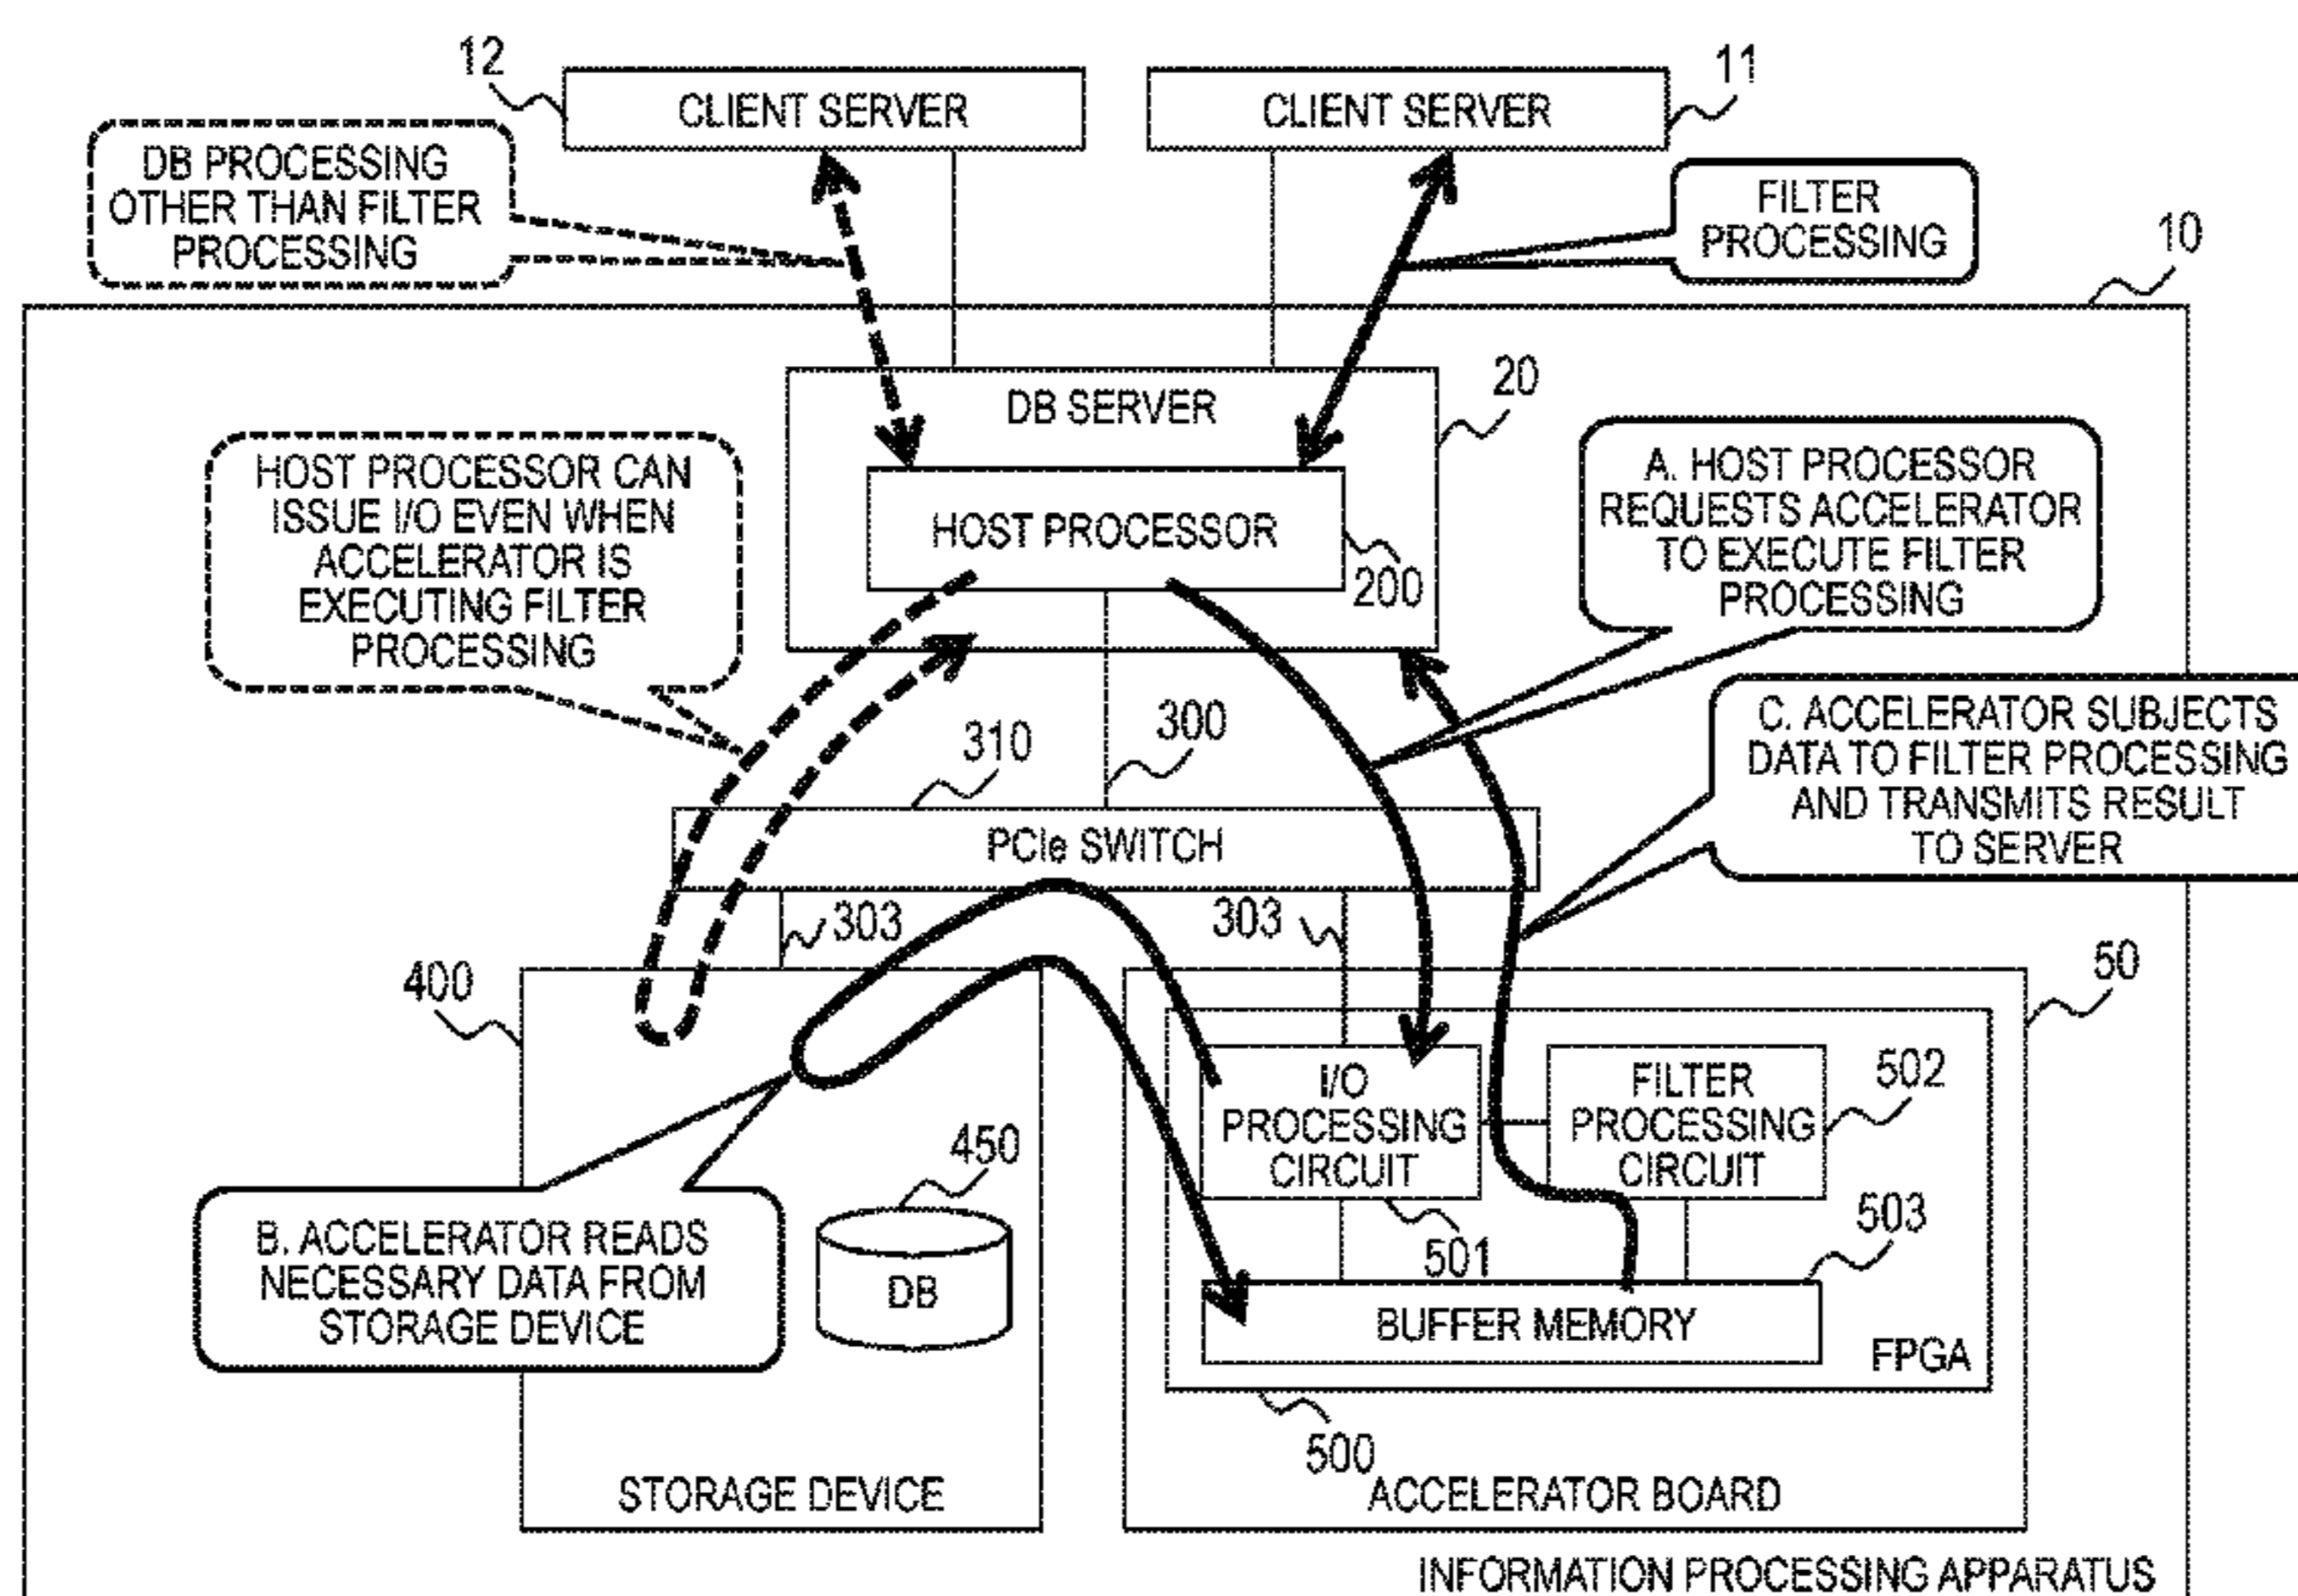 12
CLIENT SERVER
CLIENT SERVER
11
DB PROCESSING
OTHER THAN FILTER
PROCESSING
FILTER
PROCESSING
10
DB SERVER
20
HOST PROCESSOR
200
HOST PROCESSOR CAN
ISSUE I/O EVEN WHEN
ACCELERATOR IS
EXECUTING FILTER
PROCESSING
A. HOST PROCESSOR
REQUESTS ACCELERATOR
TO EXECUTE FILTER
PROCESSING
310
300
PCIe SWITCH
C. ACCELERATOR SUBJECTS
DATA TO FILTER PROCESSING
AND TRANSMITS RESULT
TO SERVER
303
303
400
50
I/O
PROCESSING
CIRCUIT
FILTER
PROCESSING
CIRCUIT
502
450
501
503
B. ACCELERATOR READS
NECESSARY DATA FROM
STORAGE DEVICE
DB
BUFFER MEMORY
FPGA
500
STORAGE DEVICE
ACCELERATOR BOARD
INFORMATION PROCESSING APPARATUS